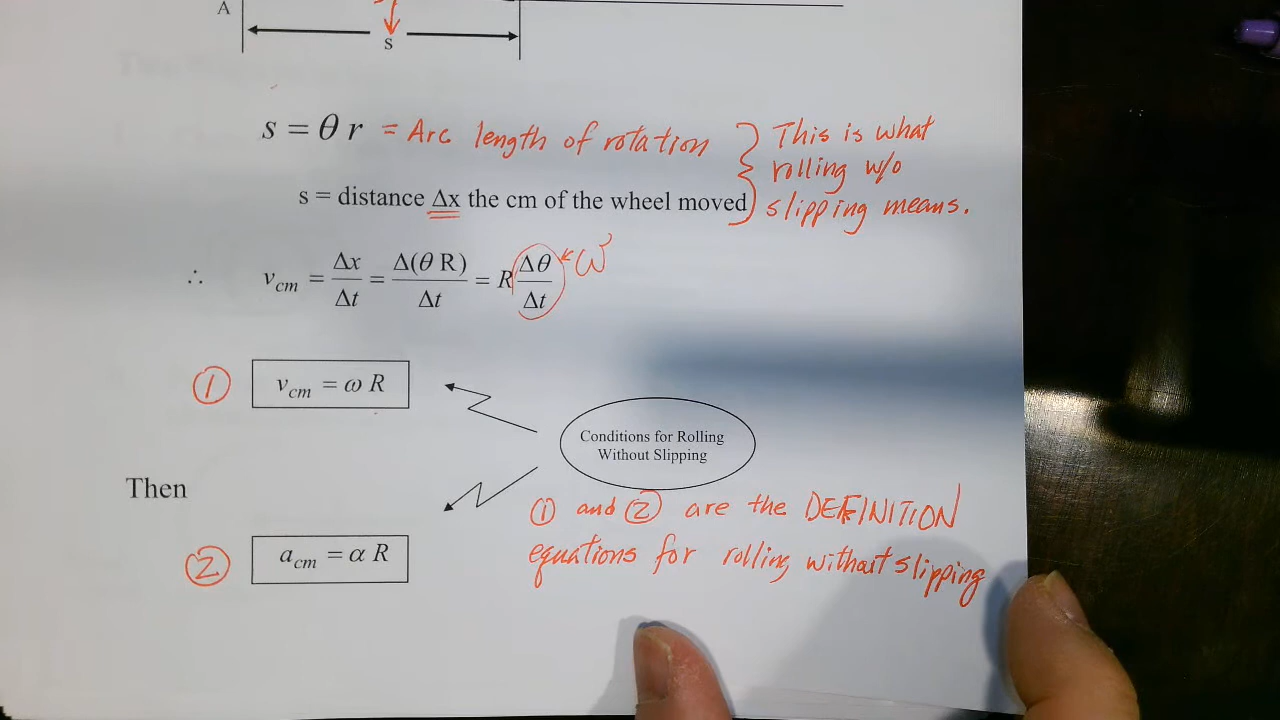 A
s
s = θ r = Arc length of rotation
s = distance Δx the cm of the wheel moved
This is what
rolling w/o
slipping means.
∴ v_cm = Δx/Δt = Δ(θ R)/Δt = R Δθ/Δt ω
① v_cm = ω R
Conditions for Rolling
Without Slipping
Then
② a_cm = α R
① and ② are the DEFINITION
equations for rolling without slipping